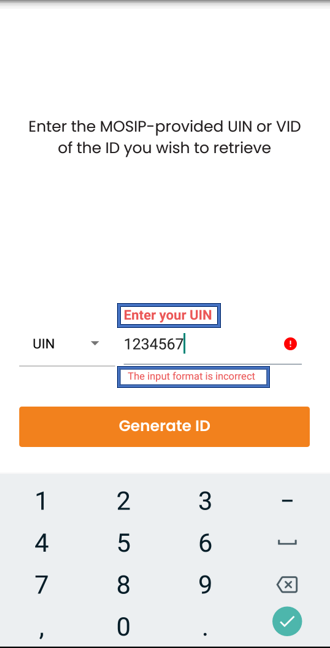 Enter the MOSIP-provided UIN or VID
of the ID you wish to retrieve
Enter your UIN
UIN
1234567
The input format is incorrect
Generate ID
1 2 3 -
4 5 6
7 8 9
, 0 .